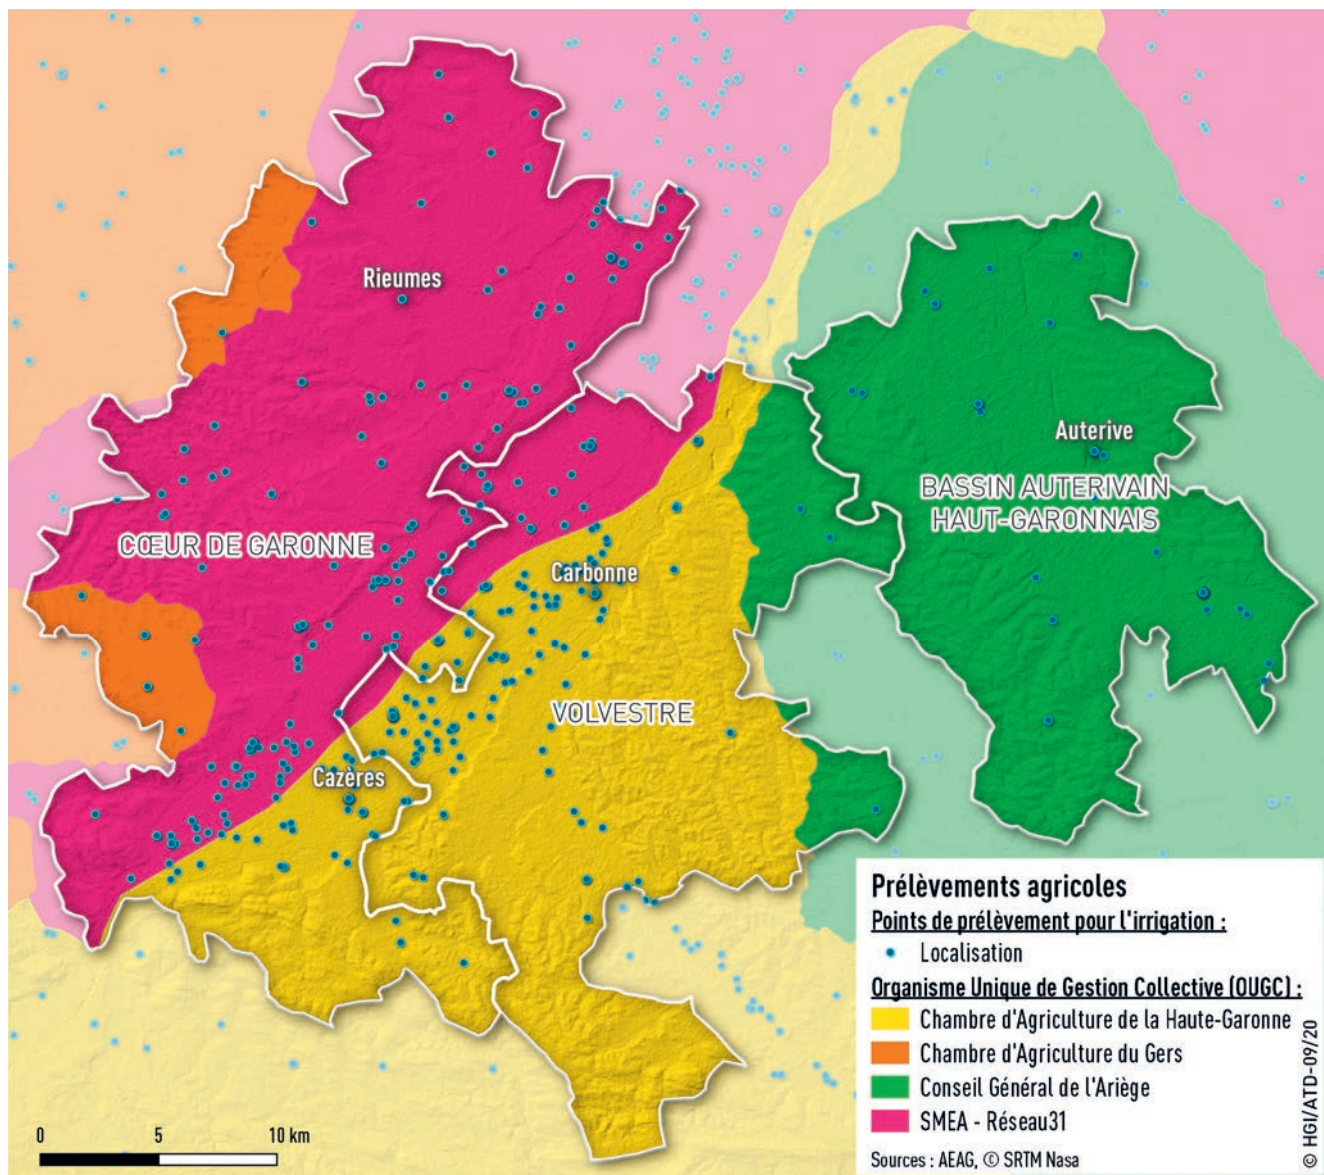 Rieumes
Auterive
BASSIN AUTERIVAIN
HAUT-GARONNAIS
CŒUR DE GARONNE
Carbonne
VOLVESTRE
Cazères
Prélèvements agricoles
Points de prélèvement pour l'irrigation :
Localisation
Organisme Unique de Gestion Collective (OUGC) :
Chambre d'Agriculture de la Haute-Garonne
Chambre d'Agriculture du Gers
Conseil Général de l'Ariège
SMEA - Réseau31
Sources : AEAG, © SRTM Nasa
© HGI/ATD-09/20
0 5 10 km